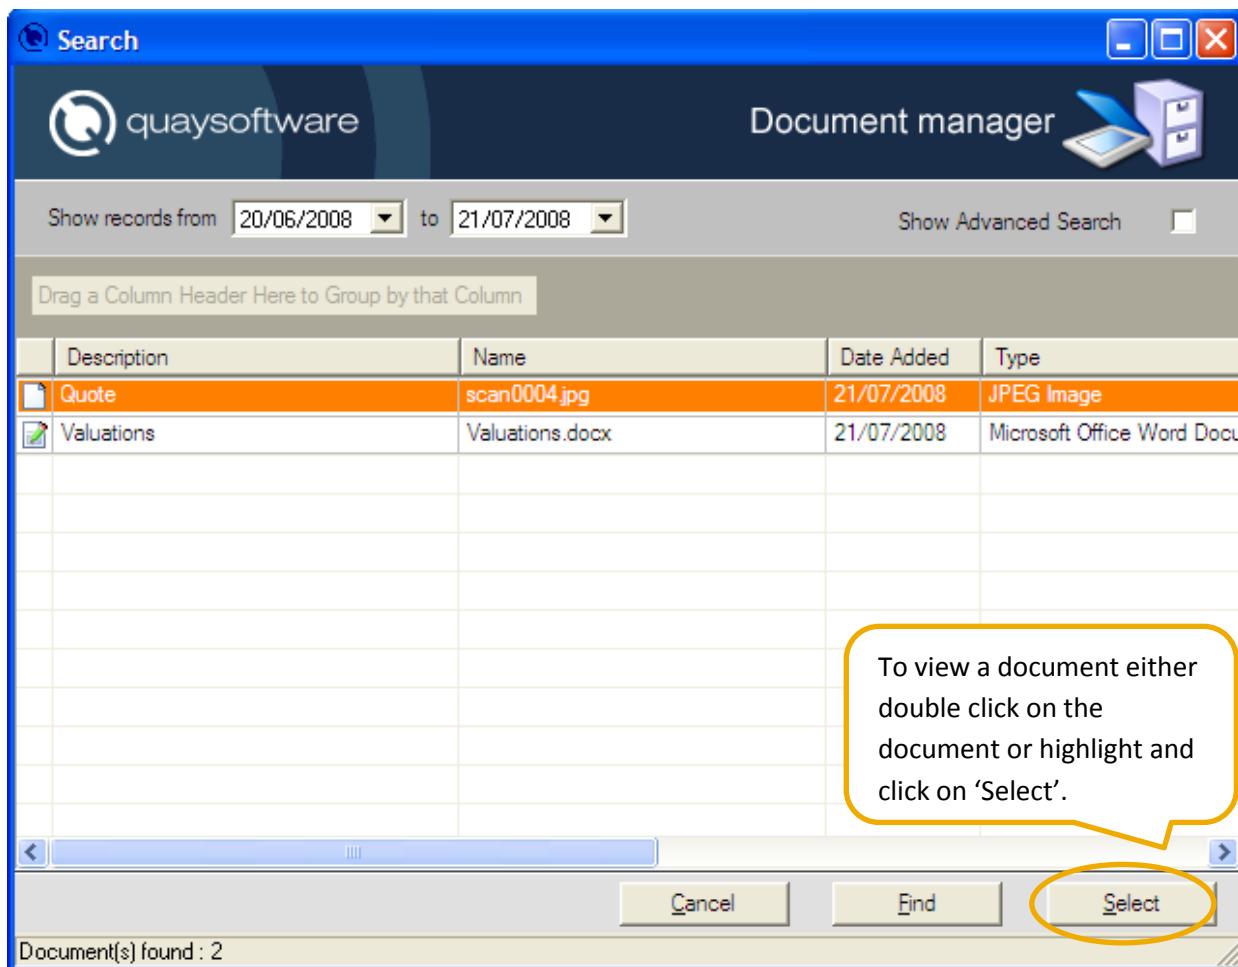 Search
quaysoftware
Document manager
Show records from 20/06/2008 to 21/07/2008 Show Advanced Search
Drag a Column Header Here to Group by that Column
Description Name Date Added Type
Quote scan0004.jpg 21/07/2008 JPEG Image
Valuations Valuations.docx 21/07/2008 Microsoft Office Word Docu
To view a document either
double click on the
document or highlight and
click on ‘Select’.
Cancel Find Select
Document(s) found : 2